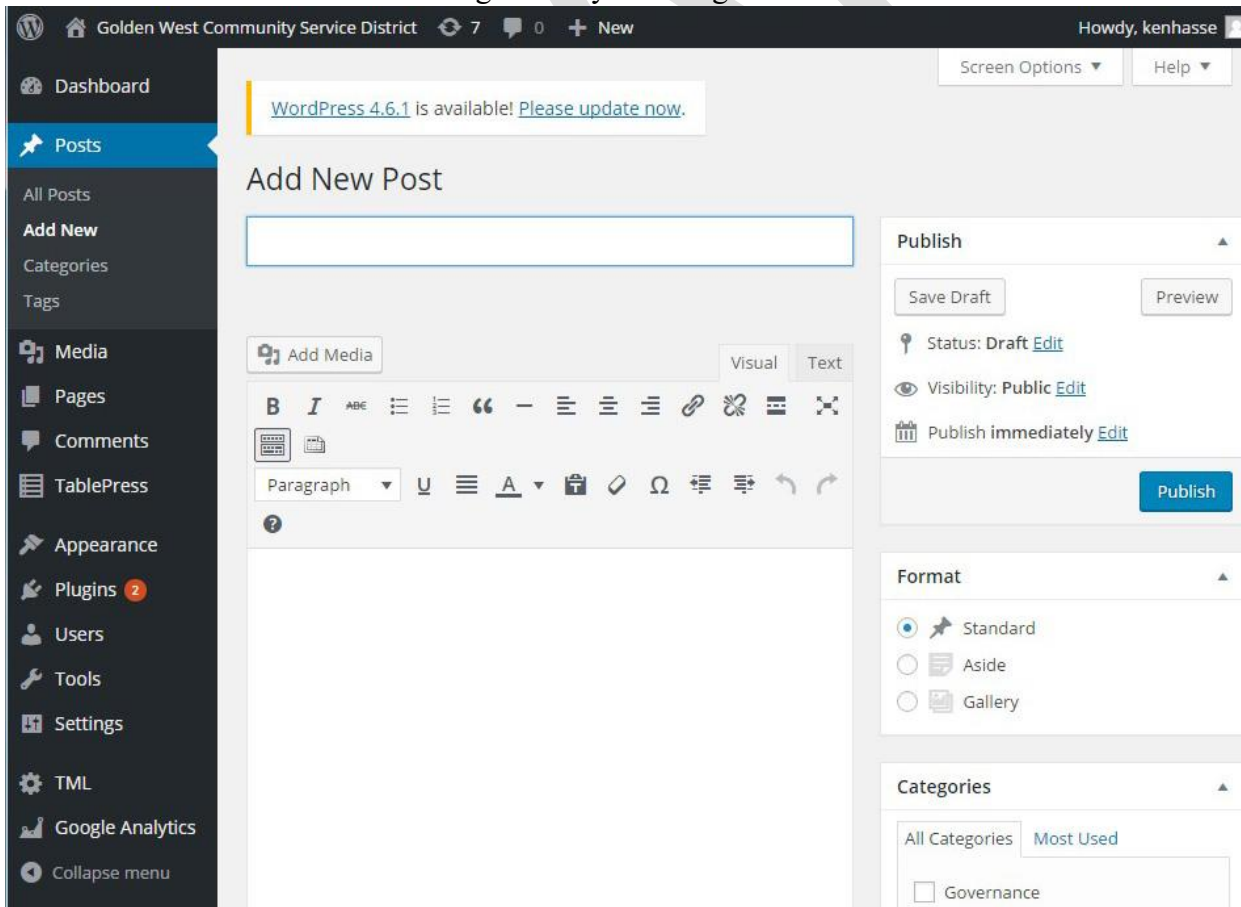 Golden West Community Service District 7 0 + New Howdy, kenhasse
Screen Options ▼ Help ▼
Dashboard
Posts
All Posts
Add New
Categories
Tags
Media
Pages
Comments
TablePress
Appearance
Plugins 2
Users
Tools
Settings
TML
Google Analytics
Collapse menu
WordPress 4.6.1 is available! Please update now.
Add New Post
Add Media
Visual Text
B I ABC
Paragraph ▼ U A ▼ Ω
Publish
Save Draft Preview
Status: Draft Edit
Visibility: Public Edit
Publish immediately Edit
Publish
Format
Standard
Aside
Gallery
Categories
All Categories Most Used
Governance